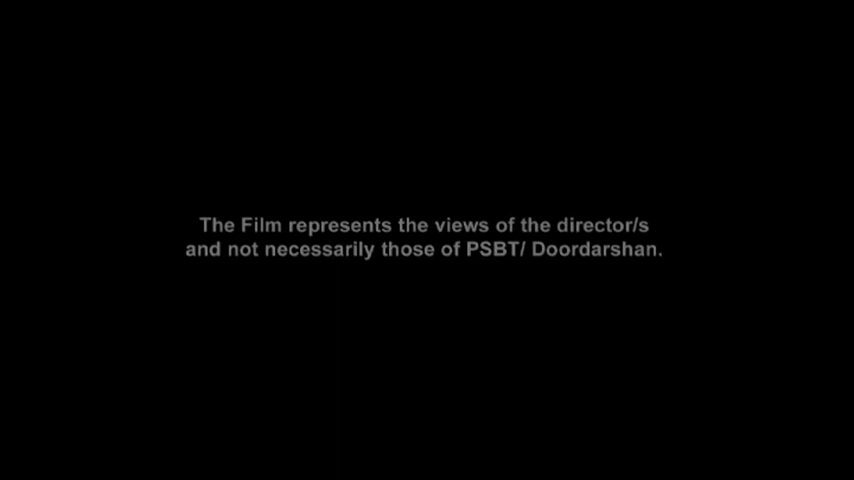 The Film represents the views of the director/s
and not necessarily those of PSBT/ Doordarshan.